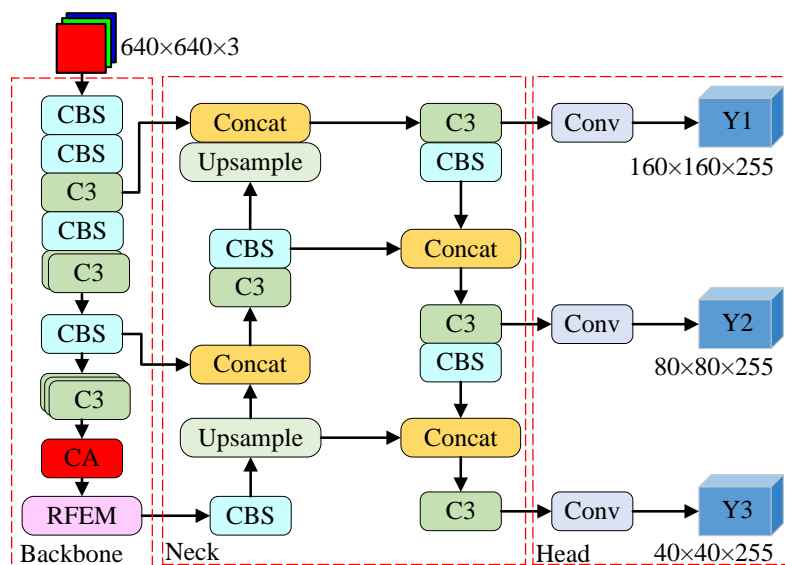 640×640×3
CBS
CBS
C3
CBS
C3
CBS
C3
CA
RFEM
Backbone
Concat
Upsample
CBS
C3
Concat
Upsample
CBS
Neck
C3
CBS
Concat
C3
CBS
Concat
C3
Conv
Y1
160×160×255
Conv
Y2
80×80×255
Conv
Y3
40×40×255
Head